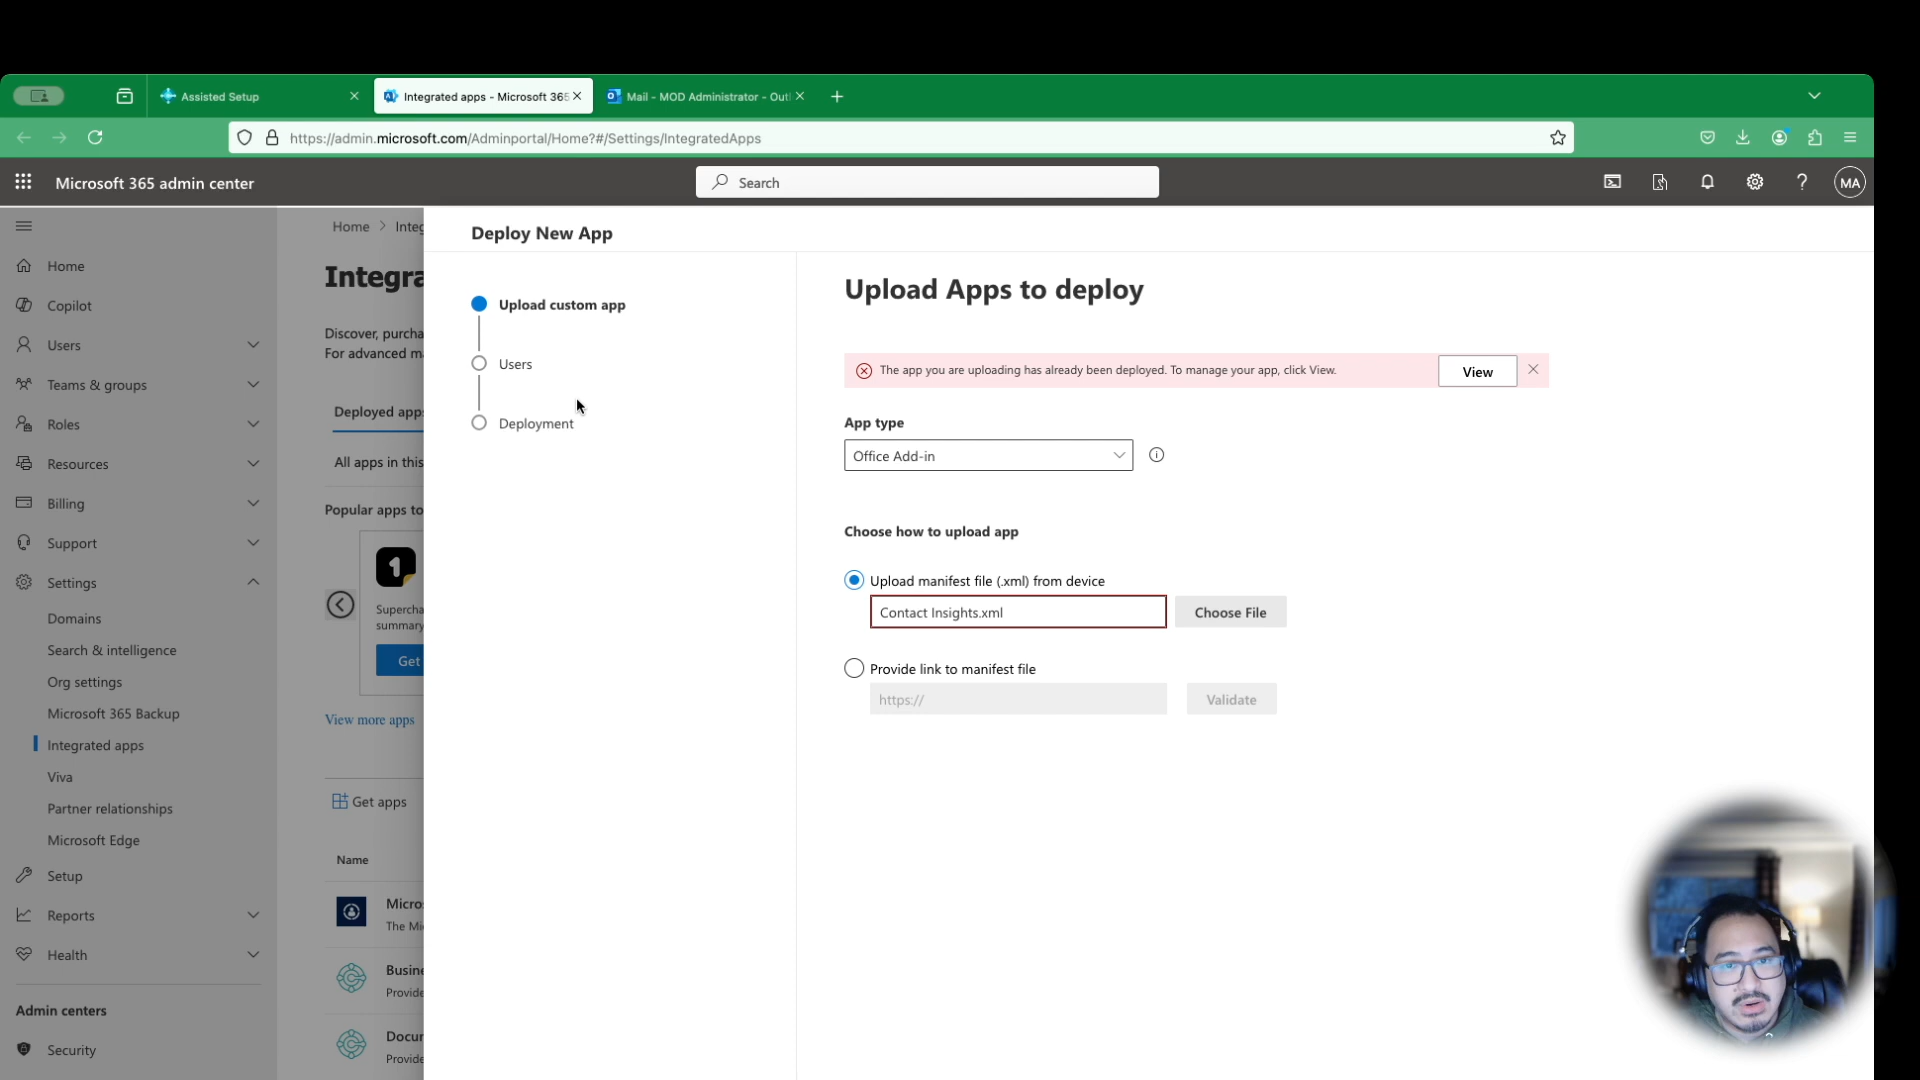 Assisted Setup
Integrated apps - Microsoft 365
Mail - MOD Administrator - Outl
https://admin.microsoft.com/Adminportal/Home?#/Settings/IntegratedApps
Microsoft 365 admin center
Search
MA
Home
Copilot
Users
Teams & groups
Roles
Resources
Billing
Support
Settings
Domains
Search & intelligence
Org settings
Microsoft 365 Backup
Integrated apps
Viva
Partner relationships
Microsoft Edge
Setup
Reports
Health
Admin centers
Security
Home > Integ
Integra
Discover, purcha
For advanced ma
Deployed apps
All apps in this
Popular apps to
1
Supercha
summary
Get
View more apps
Get apps
Name
Micros
The Mi
Busine
Provide
Docur
Provide
Deploy New App
Upload custom app
Users
Deployment
Upload Apps to deploy
The app you are uploading has already been deployed. To manage your app, click View.
View
App type
Office Add-in
Choose how to upload app
Upload manifest file (.xml) from device
Contact Insights.xml
Choose File
Provide link to manifest file
https://
Validate